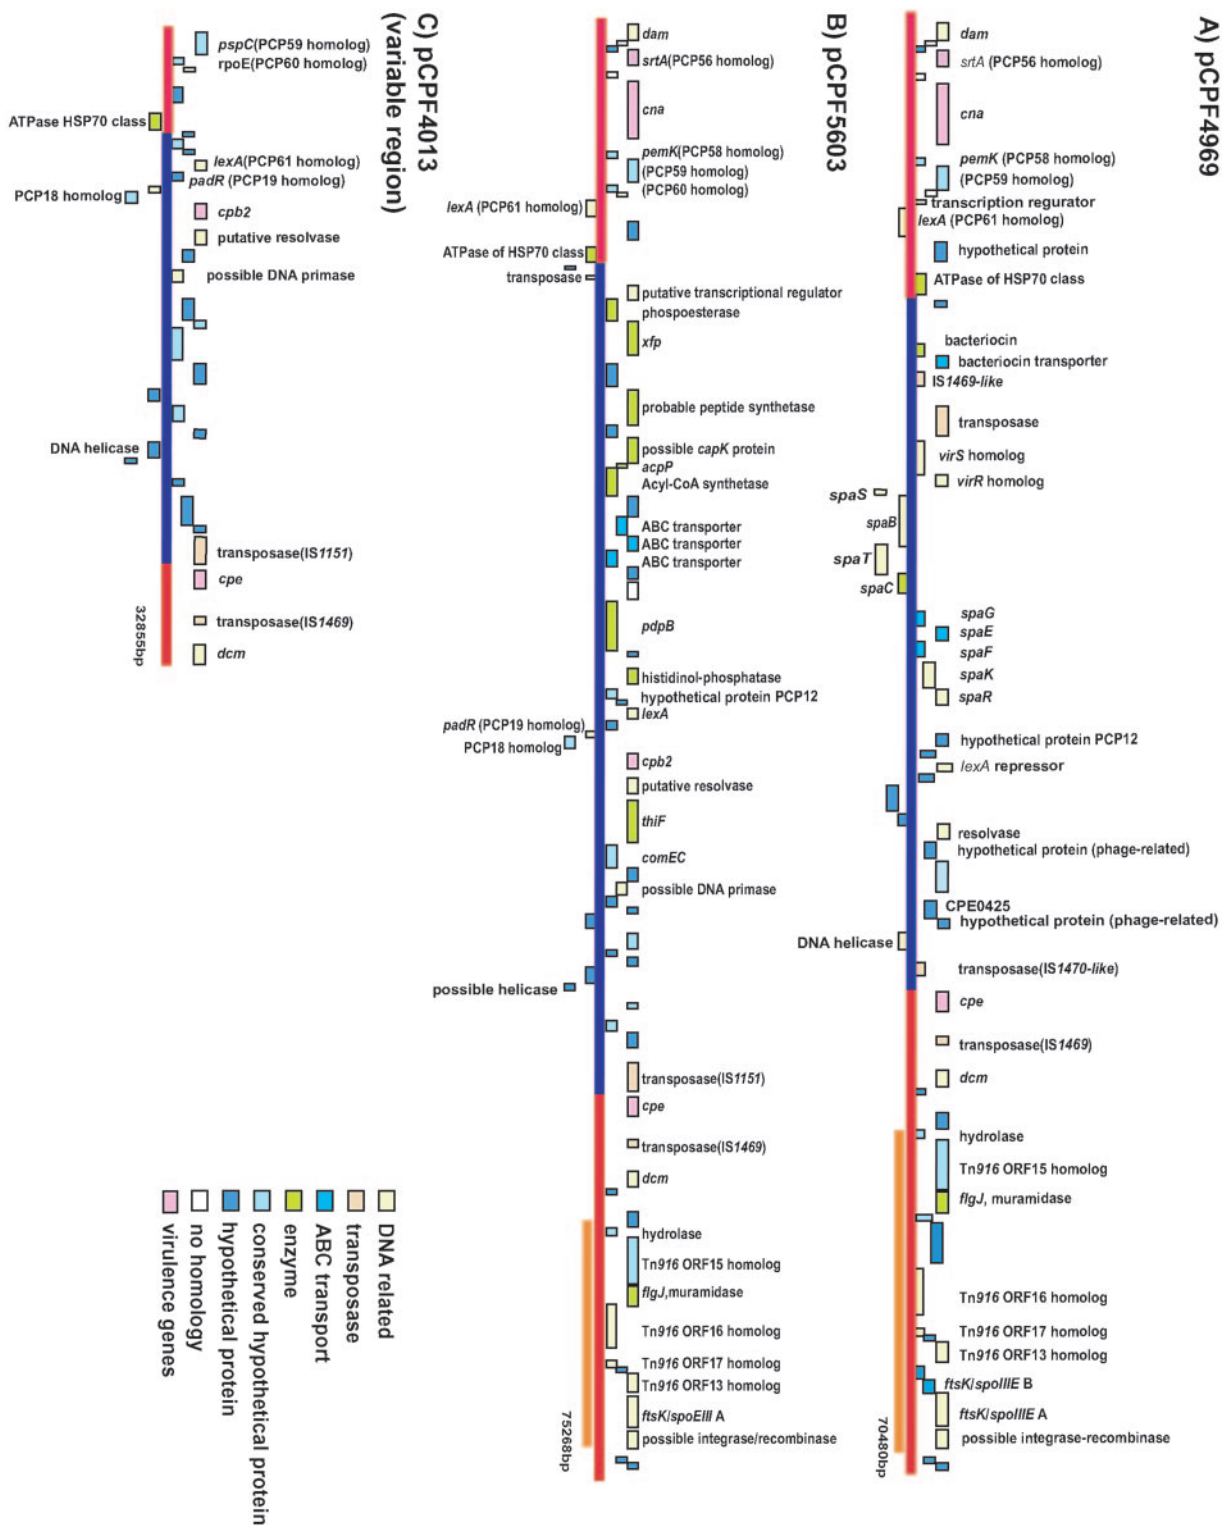 A) pCPF4969
dam
srtA (PCP56 homolog)
cna
pemK (PCP58 homolog)
(PCP59 homolog)
transcription regurator
lexA (PCP61 homolog)
hypothetical protein
ATPase of HSP70 class
bacteriocin
bacteriocin transporter
IS1469-like
transposase
virS homolog
virR homolog
spaS
spaB
spaT
spaC
spaG
spaE
spaF
spaK
spaR
hypothetical protein PCP12
lexA repressor
resolvase
hypothetical protein (phage-related)
CPE0425
hypothetical protein (phage-related)
DNA helicase
transposase(IS1470-like)
cpe
transposase(IS1469)
dcm
hydrolase
Tn916 ORF15 homolog
flgJ, muramidase
Tn916 ORF16 homolog
Tn916 ORF17 homolog
Tn916 ORF13 homolog
ftsK/spoIIIE B
ftsK/spoIIIE A
possible integrase-recombinase
70480bp
B) pCPF5603
dam
srtA(PCP56 homolog)
cna
pemK(PCP58 homolog)
(PCP59 homolog)
(PCP60 homolog)
lexA (PCP61 homolog)
ATPase of HSP70 class
transposase
putative transcriptional regulator
phospoesterase
xfp
probable peptide synthetase
possible capK protein
acpP
Acyl-CoA synthetase
ABC transporter
ABC transporter
ABC transporter
pdpB
histidinol-phosphatase
hypothetical protein PCP12
lexA
padR (PCP19 homolog)
PCP18 homolog
cpb2
putative resolvase
thiF
comEC
possible DNA primase
possible helicase
transposase(IS1151)
cpe
transposase(IS1469)
dcm
hydrolase
Tn916 ORF15 homolog
flgJ,muramidase
Tn916 ORF16 homolog
Tn916 ORF17 homolog
Tn916 ORF13 homolog
ftsK/spoEIII A
possible integrase/recombinase
75268bp
C) pCPF4013
(variable region)
pspC(PCP59 homolog)
rpoE(PCP60 homolog)
ATPase HSP70 class
lexA(PCP61 homolog)
padR (PCP19 homolog)
PCP18 homolog
cpb2
putative resolvase
possible DNA primase
DNA helicase
transposase(IS1151)
cpe
transposase(IS1469)
dcm
32855bp
DNA related
transposase
ABC transport
enzyme
conserved hypothetical protein
hypothetical protein
no homology
virulence genes